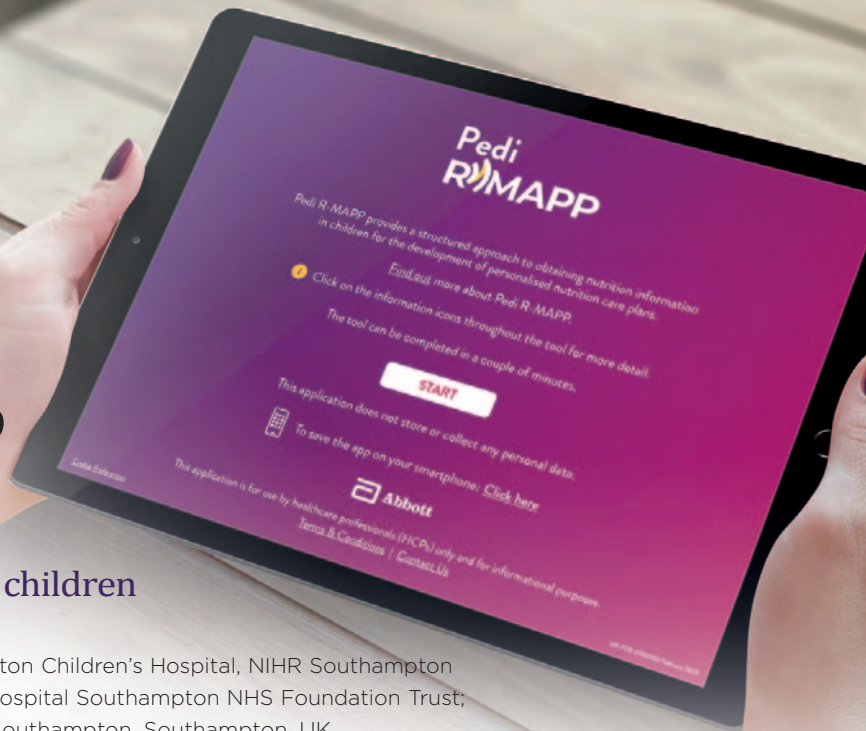 Pedi
R MAPP
Pedi R-MAPP provides a structured approach to obtaining nutrition information
in children for the development of personalised nutrition care plans.
Find out more about Pedi R-MAPP.
i Click on the information icons throughout the tool for more detail.
The tool can be completed in a couple of minutes.
START
This application does not store or collect any personal data.
To save the app on your smartphone: Click here
Abbott
This application is for use by healthcare professionals (HCPs) only and for informational purposes.
Terms & Conditions | Contact Us
Cookie Preferences
children
ton Children's Hospital, NIHR Southampton
ospital Southampton NHS Foundation Trust;
outhampton, Southampton, UK